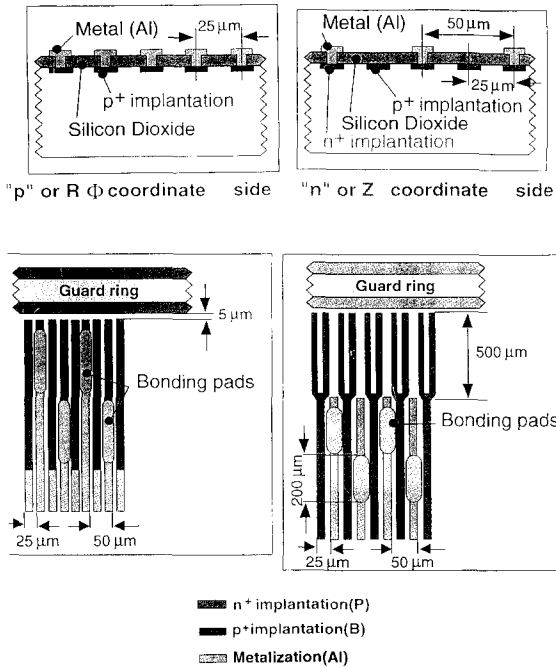 Metal (Al)
25 μm
p+ implantation
Silicon Dioxide
"p" or R Φ coordinate side
Metal (Al)
50 μm
25 μm
p+ implantation
Silicon Dioxide
n+ implantation
"n" or Z coordinate side
Guard ring
5 μm
Bonding pads
25 μm
50 μm
Guard ring
500 μm
Bonding pads
200 μm
25 μm
50 μm
n+ implantation(P)
p+implantation(B)
Metalization(Al)